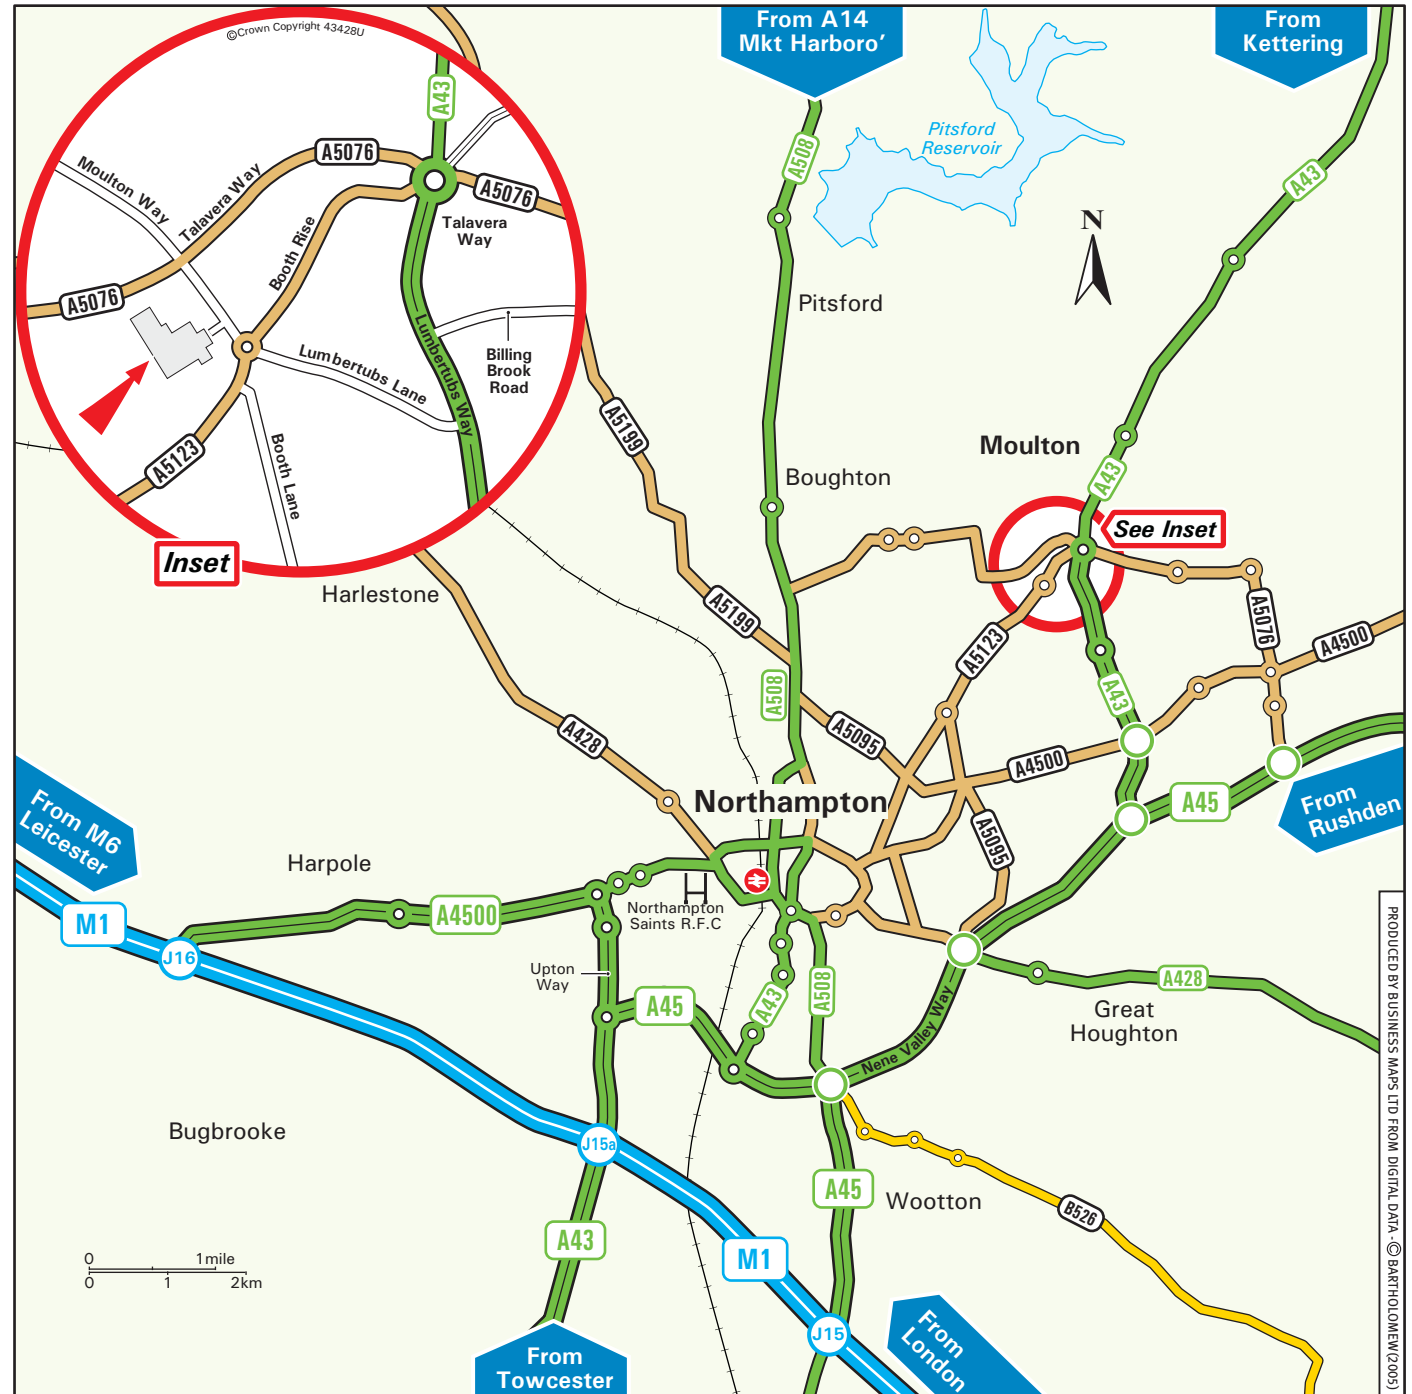 ©Crown Copyright 43428U
A43
A5076
A5076
A5076
Moulton Way
Talavera Way
Booth Rise
Talavera
Way
Lumbertubs Way
Lumbertubs Lane
Billing
Brook
Road
Booth Lane
A5123
Inset
From A14
Mkt Harboro'
From
Kettering
Pitsford
Reservoir
A508
A43
N
Pitsford
A5199
Moulton
Boughton
A43
See Inset
Harlestone
A5199
A5123
A5076
A4500
A508
A43
A428
A5095
A4500
Northampton
A45
From
Rushden
From M6
Leicester
Harpole
A5095
M1
A4500
Northampton
Saints R.F.C
J16
Upton
Way
A45
A43
A508
A428
Great
Houghton
Nene Valley Way
Bugbrooke
J15a
A45
Wootton
B526
A43
M1
0 1mile
0 1 2km
J15
From
Towcester
From
London
PRODUCED BY BUSINESS MAPS LTD FROM DIGITAL DATA - © BARTHOLOMEW(2005)